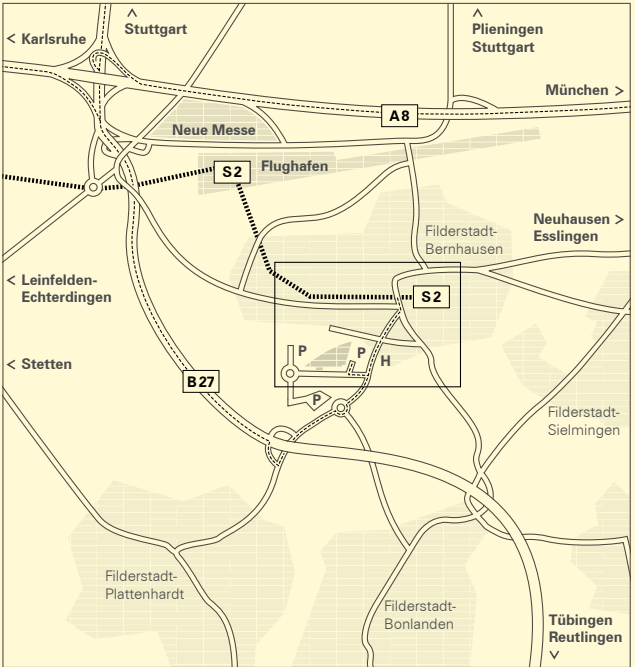 < Karlsruhe
Stuttgart
Plieningen
Stuttgart
München >
A8
Neue Messe
S2
Flughafen
Filderstadt-
Bernhausen
Neuhausen >
Esslingen
< Leinfelden-
Echterdingen
S2
P
P
H
< Stetten
B27
P
Filderstadt-
Sielmingen
Filderstadt-
Plattenhardt
Filderstadt-
Bonlanden
Tübingen
Reutlingen